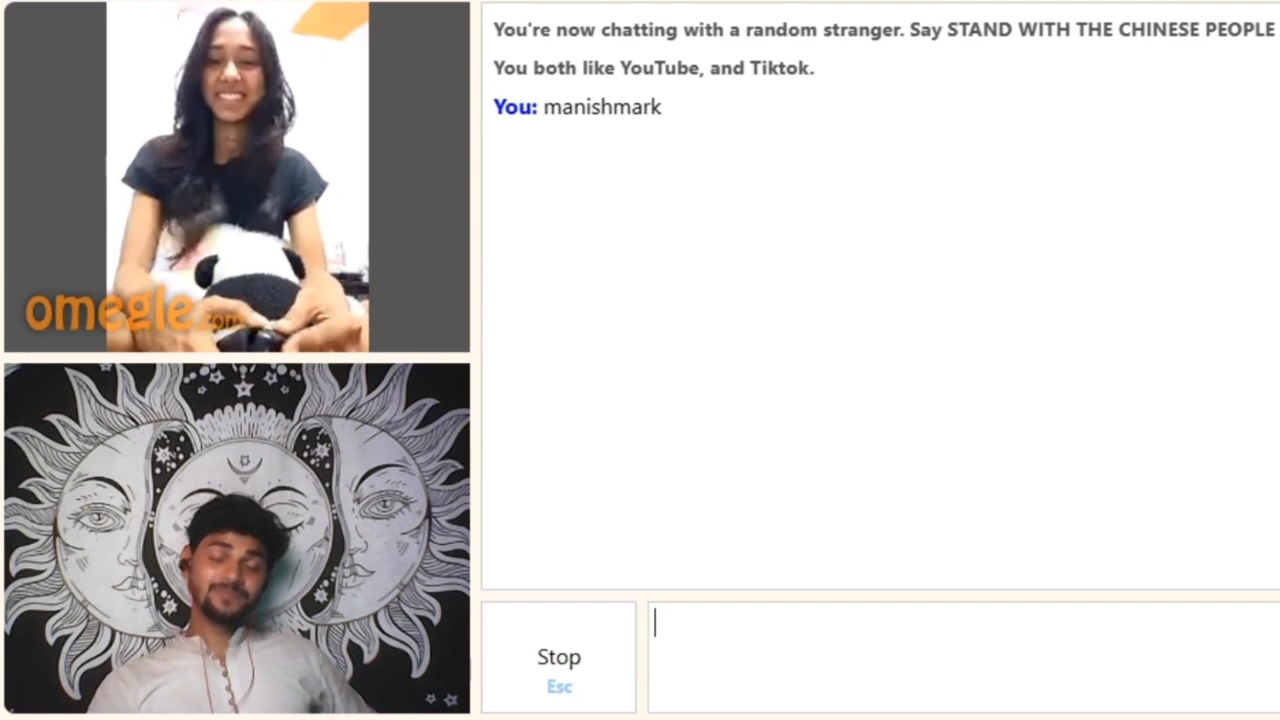 You're now chatting with a random stranger. Say STAND WITH THE CHINESE PEOPLE
You both like YouTube, and Tiktok.
You: manishmark
omegle.com
Stop
Esc